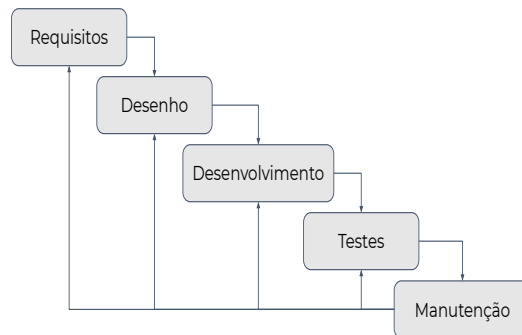 Requisitos
Desenho
Desenvolvimento
Testes
Manutenção